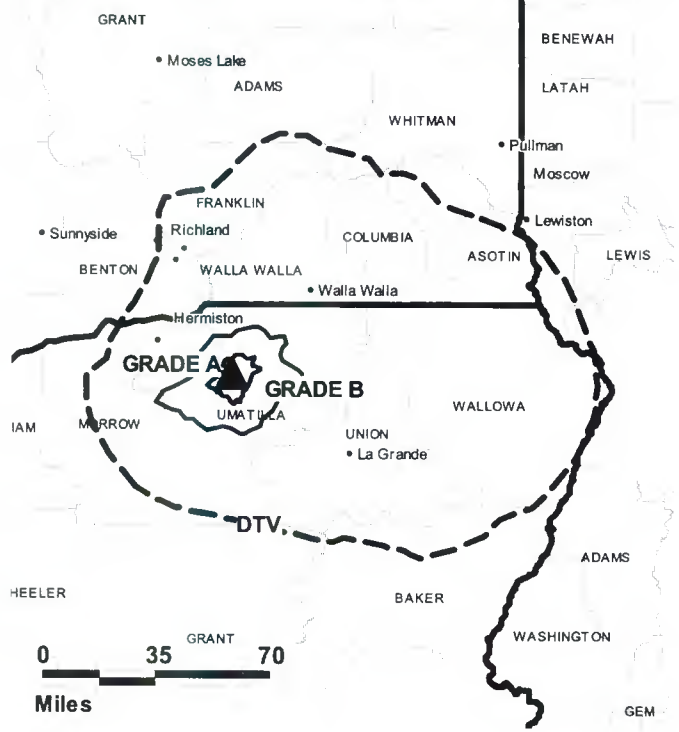 GRANT
BENEWAH
Moses Lake
ADAMS
LATAH
WHITMAN
Pullman
Moscow
FRANKLIN
Lewiston
Sunnyside
Richland
COLUMBIA
ASOTIN
LEWIS
BENTON
WALLA WALLA
Walla Walla
Hermiston
GRADE A
GRADE B
WALLOWA
UMATILLA
IAM
MORROW
UNION
La Grande
DTV
ADAMS
HEELER
BAKER
GRANT
WASHINGTON
0 35 70
Miles
GEM